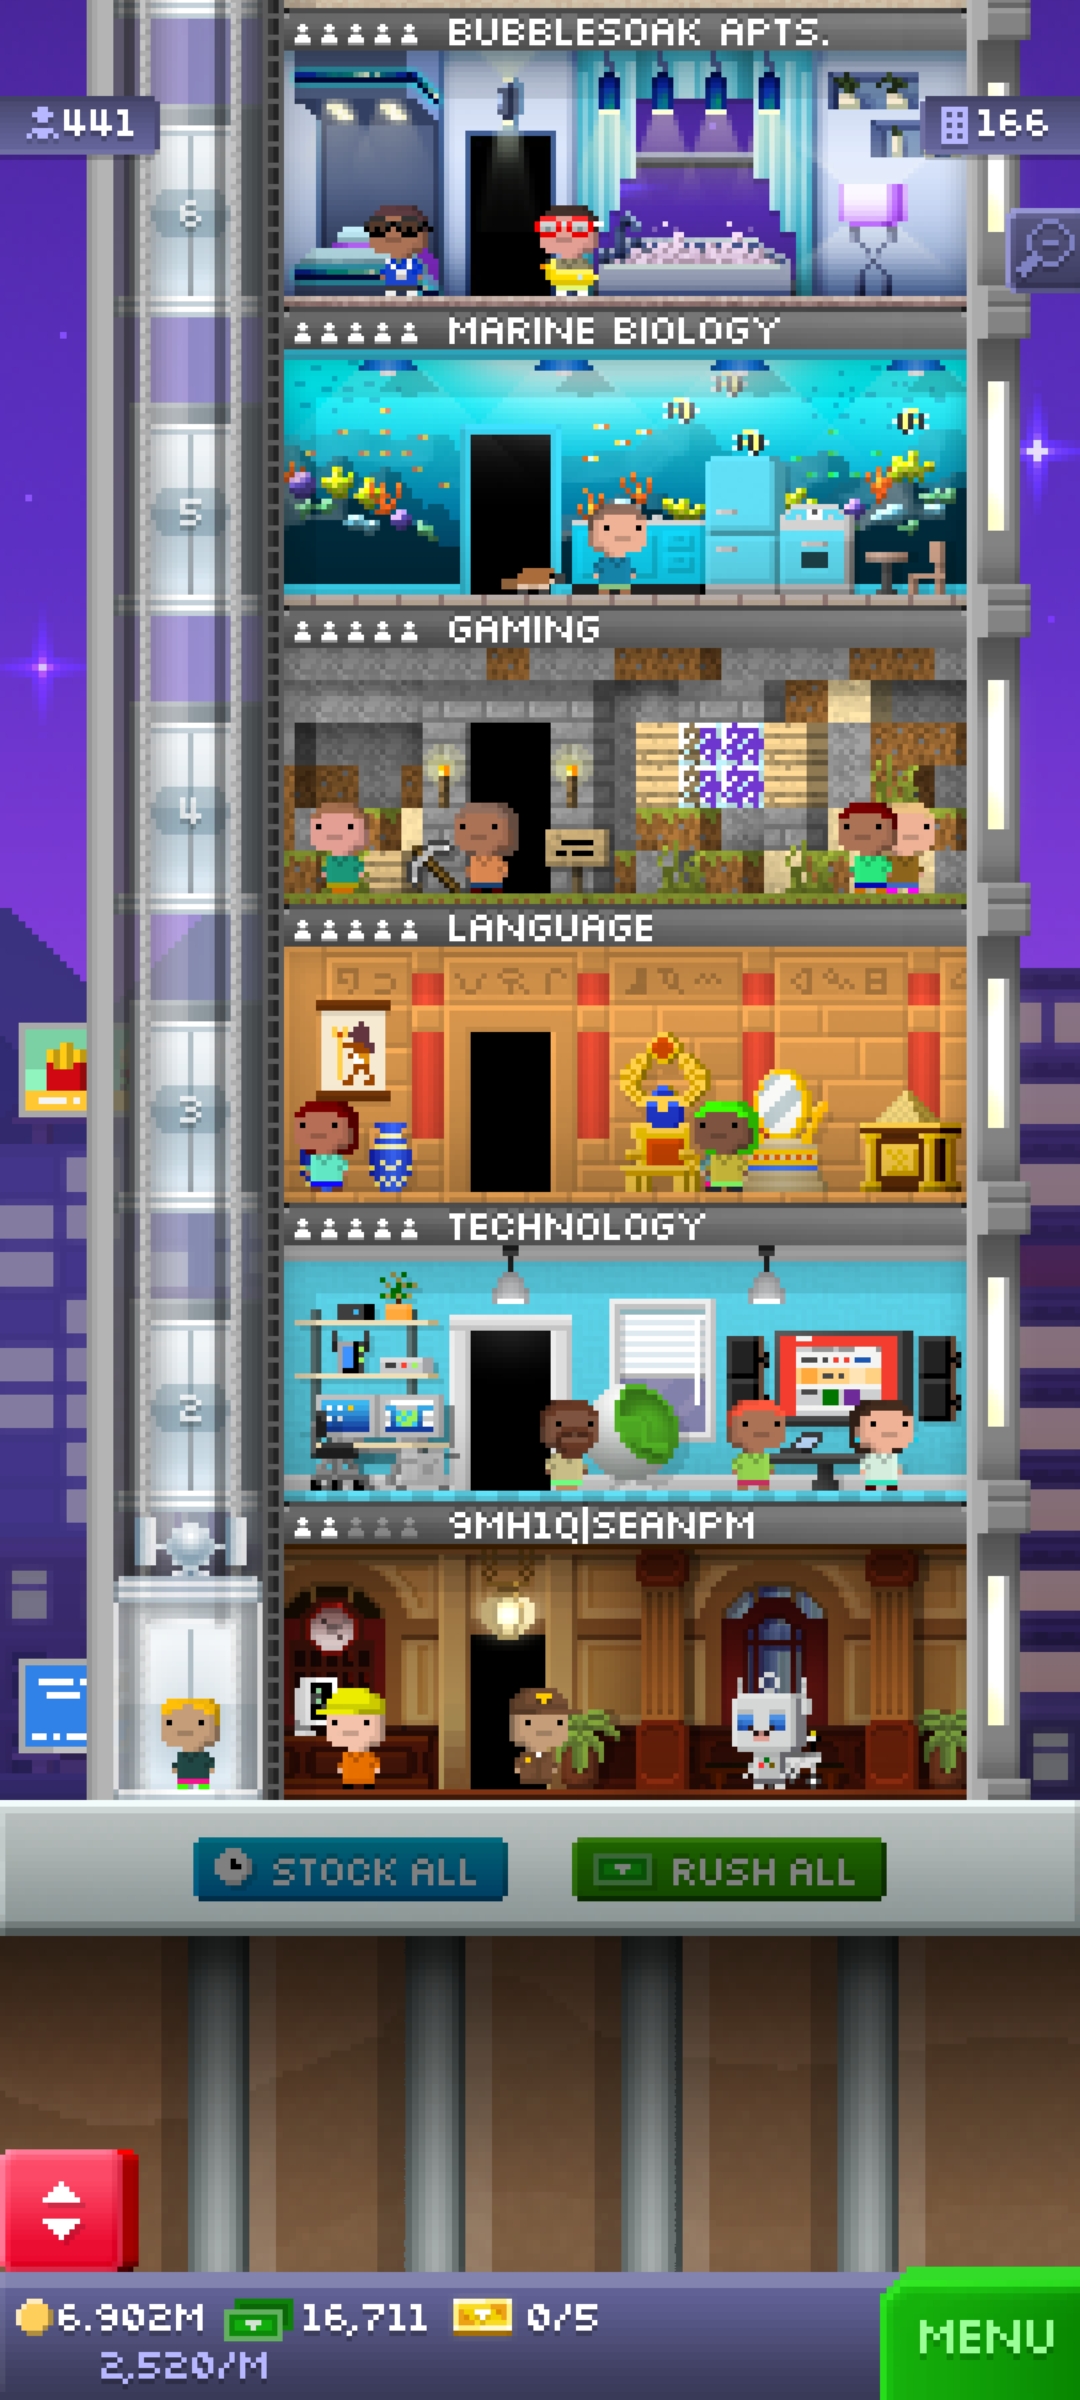 BUBBLESOAK APTS.
441
166
6
MARINE BIOLOGY
5
GAMING
4
LANGUAGE
3
TECHNOLOGY
2
9MH1Q|SEANPM
STOCK ALL
RUSH ALL
6.902M
16,711
0/5
2,520/M
MENU